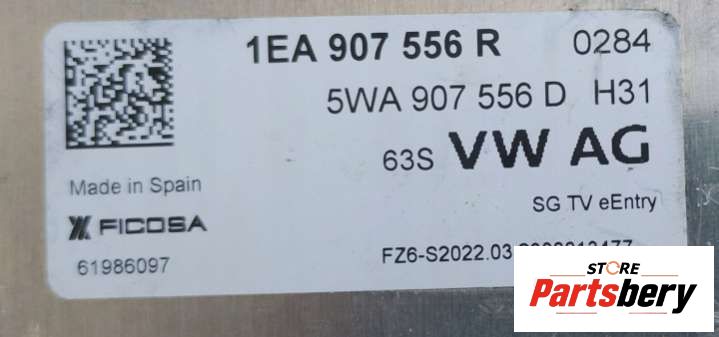 1EA 907 556 R 0284
5WA 907 556 D H31
63S VW AG
Made in Spain
SG TV eEntry
FICOSA
61986097
STORE
Partsbery